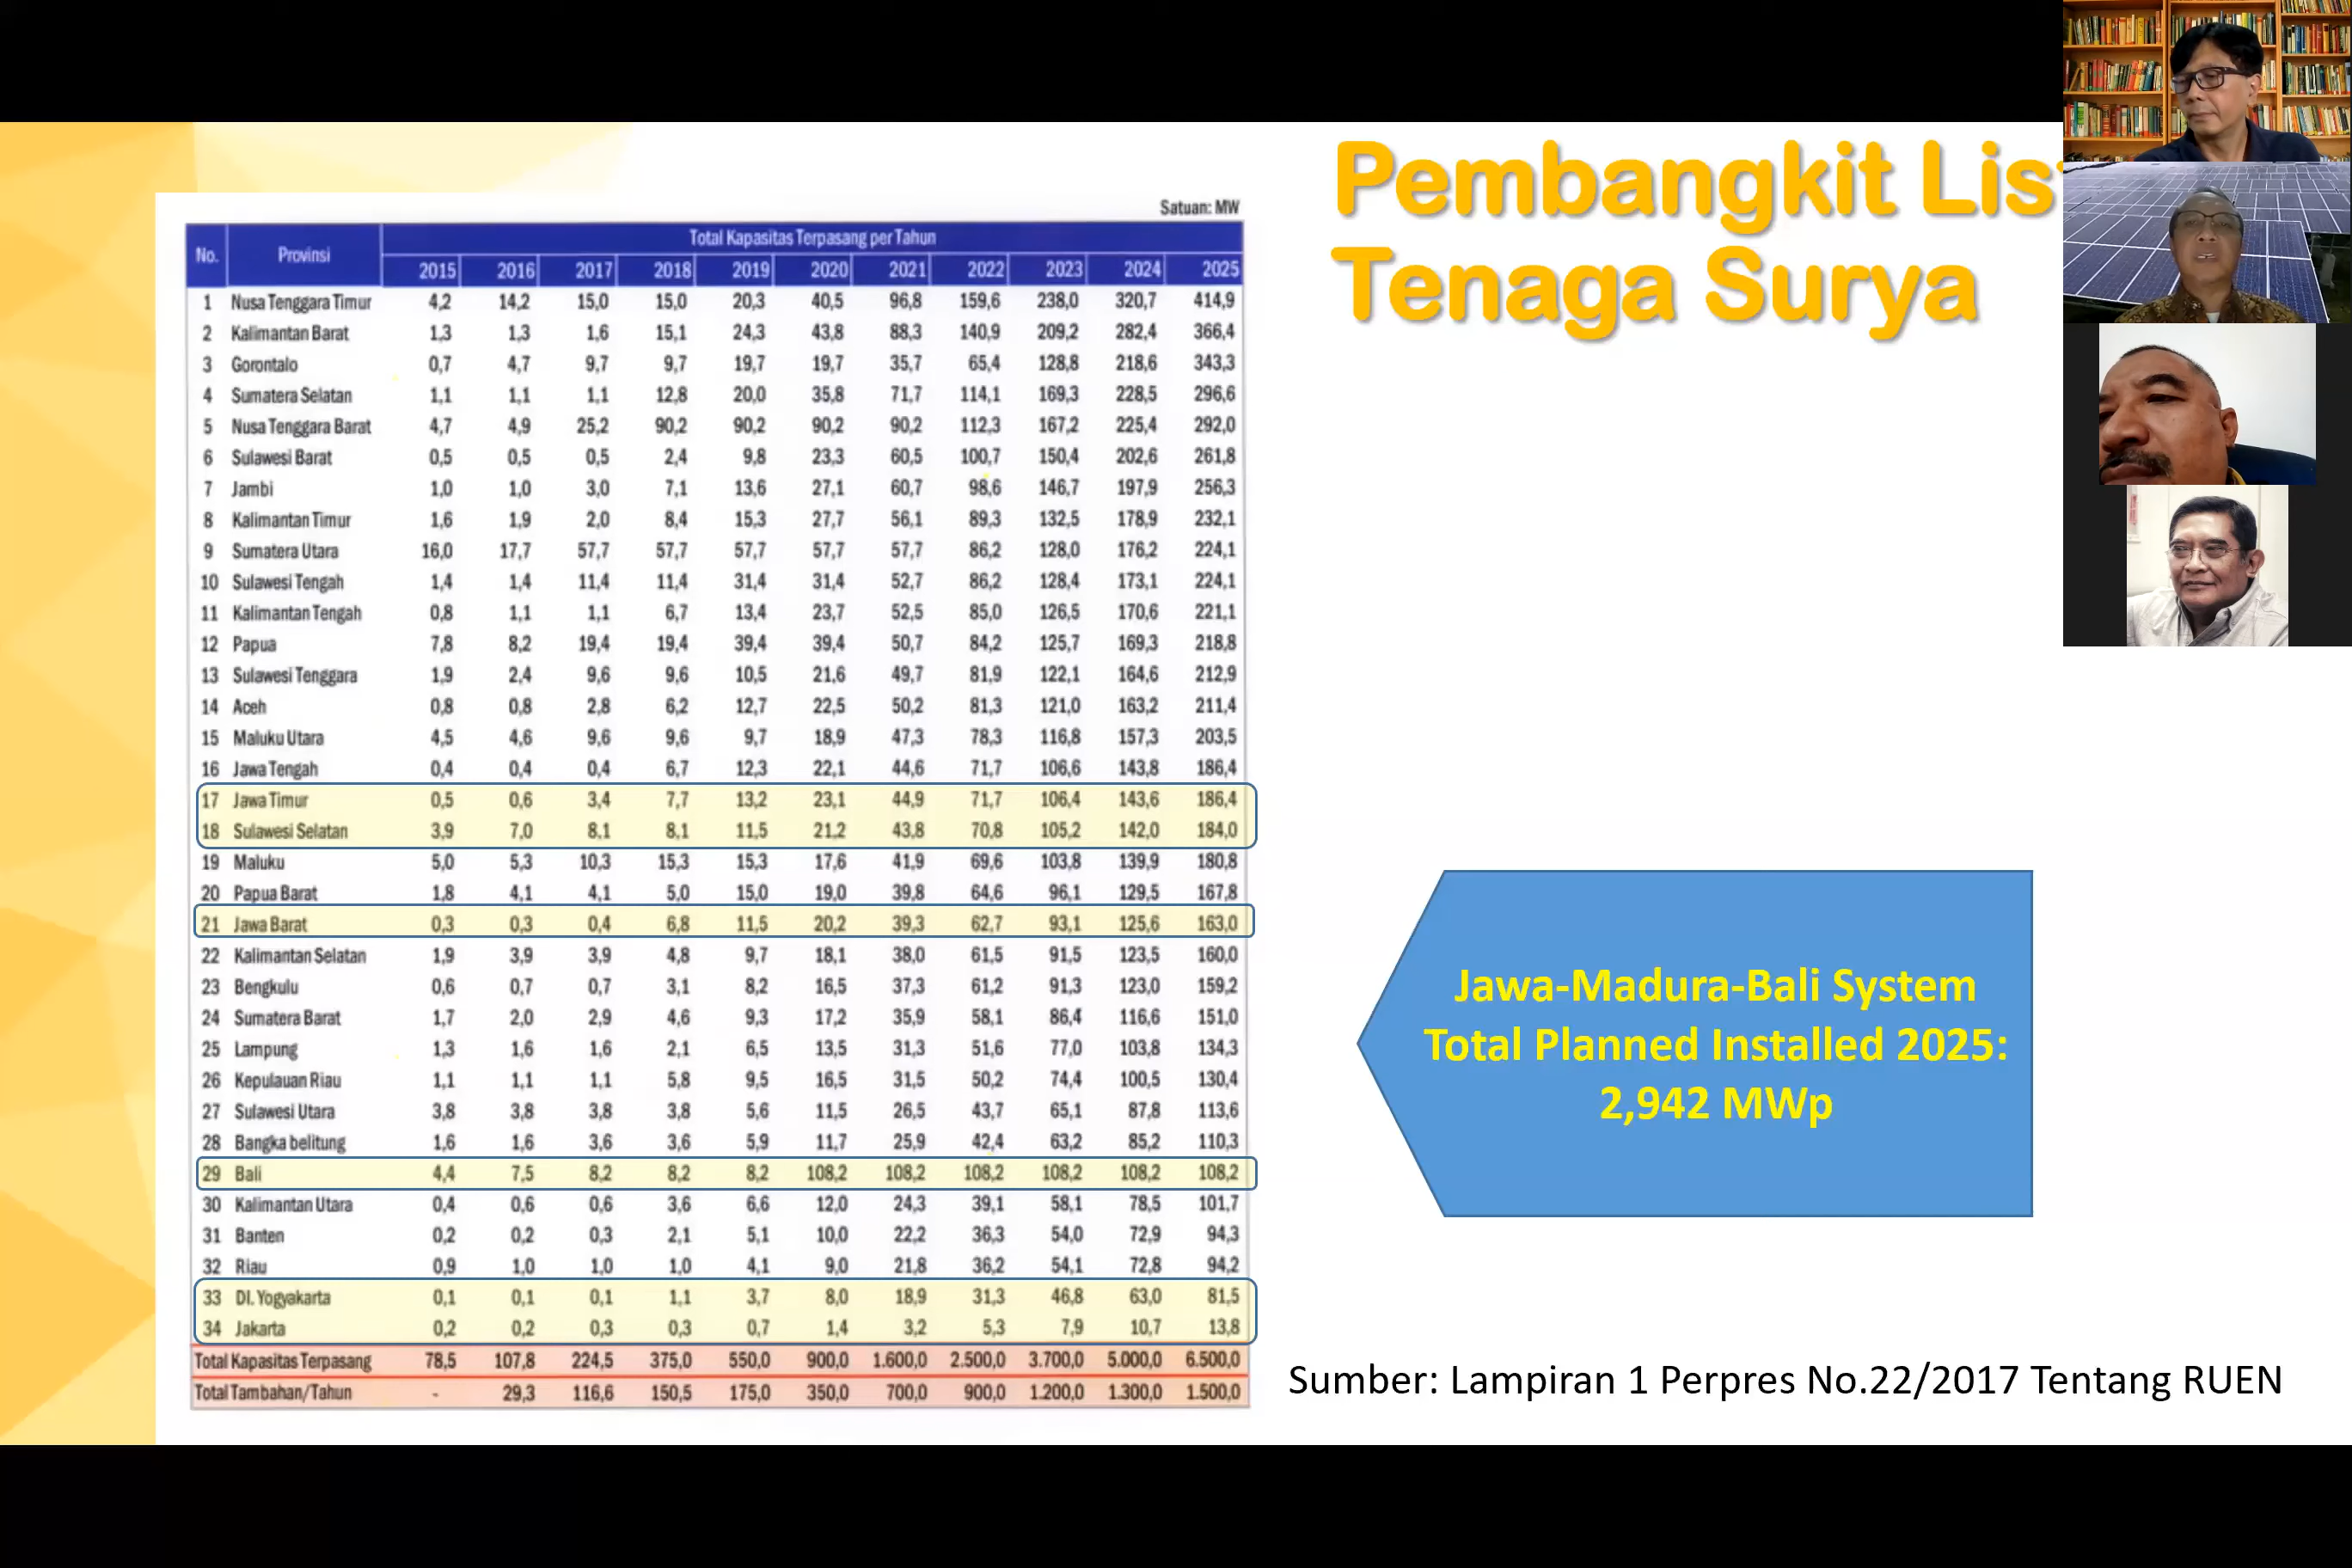 Pembangkit Lis
Tenaga Surya
Satuan: MW
No. Provinsi Total Kapasitas Terpasang per Tahun
2015 2016 2017 2018 2019 2020 2021 2022 2023 2024 2025
1 Nusa Tenggara Timur 4,2 14,2 15,0 15,0 20,3 40,5 96,8 159,6 238,0 320,7 414,9
2 Kalimantan Barat 1,3 1,3 1,6 15,1 24,3 43,8 88,3 140,9 209,2 282,4 366,4
3 Gorontalo 0,7 4,7 9,7 9,7 19,7 19,7 35,7 65,4 128,8 218,6 343,3
4 Sumatera Selatan 1,1 1,1 1,1 12,8 20,0 35,8 71,7 114,1 169,3 228,5 296,6
5 Nusa Tenggara Barat 4,7 4,9 25,2 90,2 90,2 90,2 90,2 112,3 167,2 225,4 292,0
6 Sulawesi Barat 0,5 0,5 0,5 2,4 9,8 23,3 60,5 100,7 150,4 202,6 261,8
7 Jambi 1,0 1,0 3,0 7,1 13,6 27,1 60,7 98,6 146,7 197,9 256,3
8 Kalimantan Timur 1,6 1,9 2,0 8,4 15,3 27,7 56,1 89,3 132,5 178,9 232,1
9 Sumatera Utara 16,0 17,7 57,7 57,7 57,7 57,7 57,7 86,2 128,0 176,2 224,1
10 Sulawesi Tengah 1,4 1,4 11,4 11,4 31,4 31,4 52,7 86,2 128,4 173,1 224,1
11 Kalimantan Tengah 0,8 1,1 1,1 6,7 13,4 23,7 52,5 85,0 126,5 170,6 221,1
12 Papua 7,8 8,2 19,4 19,4 39,4 39,4 50,7 84,2 125,7 169,3 218,8
13 Sulawesi Tenggara 1,9 2,4 9,6 9,6 10,5 21,6 49,7 81,9 122,1 164,6 212,9
14 Aceh 0,8 0,8 2,8 6,2 12,7 22,5 50,2 81,3 121,0 163,2 211,4
15 Maluku Utara 4,5 4,6 9,6 9,6 9,7 18,9 47,3 78,3 116,8 157,3 203,5
16 Jawa Tengah 0,4 0,4 0,4 6,7 12,3 22,1 44,6 71,7 106,6 143,8 186,4
17 Jawa Timur 0,5 0,6 3,4 7,7 13,2 23,1 44,9 71,7 106,4 143,6 186,4
18 Sulawesi Selatan 3,9 7,0 8,1 8,1 11,5 21,2 43,8 70,8 105,2 142,0 184,0
19 Maluku 5,0 5,3 10,3 15,3 15,3 17,6 41,9 69,6 103,8 139,9 180,8
20 Papua Barat 1,8 4,1 4,1 5,0 15,0 19,0 39,8 64,6 96,1 129,5 167,8
21 Jawa Barat 0,3 0,3 0,4 6,8 11,5 20,2 39,3 62,7 93,1 125,6 163,0
22 Kalimantan Selatan 1,9 3,9 3,9 4,8 9,7 18,1 38,0 61,5 91,5 123,5 160,0
23 Bengkulu 0,6 0,7 0,7 3,1 8,2 16,5 37,3 61,2 91,3 123,0 159,2
24 Sumatera Barat 1,7 2,0 2,9 4,6 9,3 17,2 35,9 58,1 86,4 116,6 151,0
25 Lampung 1,3 1,6 1,6 2,1 6,5 13,5 31,3 51,6 77,0 103,8 134,3
26 Kepulauan Riau 1,1 1,1 1,1 5,8 9,5 16,5 31,5 50,2 74,4 100,5 130,4
27 Sulawesi Utara 3,8 3,8 3,8 3,8 5,6 11,5 26,5 43,7 65,1 87,8 113,6
28 Bangka belitung 1,6 1,6 3,6 3,6 5,9 11,7 25,9 42,4 63,2 85,2 110,3
29 Bali 4,4 7,5 8,2 8,2 8,2 108,2 108,2 108,2 108,2 108,2 108,2
30 Kalimantan Utara 0,4 0,6 0,6 3,6 6,6 12,0 24,3 39,1 58,1 78,5 101,7
31 Banten 0,2 0,2 0,3 2,1 5,1 10,0 22,2 36,3 54,0 72,9 94,3
32 Riau 0,9 1,0 1,0 1,0 4,1 9,0 21,8 36,2 54,1 72,8 94,2
33 DI. Yogyakarta 0,1 0,1 0,1 1,1 3,7 8,0 18,9 31,3 46,8 63,0 81,5
34 Jakarta 0,2 0,2 0,3 0,3 0,7 1,4 3,2 5,3 7,9 10,7 13,8
Total Kapasitas Terpasang 78,5 107,8 224,5 375,0 550,0 900,0 1.600,0 2.500,0 3.700,0 5.000,0 6.500,0
Total Tambahan/Tahun - 29,3 116,6 150,5 175,0 350,0 700,0 900,0 1.200,0 1.300,0 1.500,0
Jawa-Madura-Bali System
Total Planned Installed 2025:
2,942 MWp
Sumber: Lampiran 1 Perpres No.22/2017 Tentang RUEN